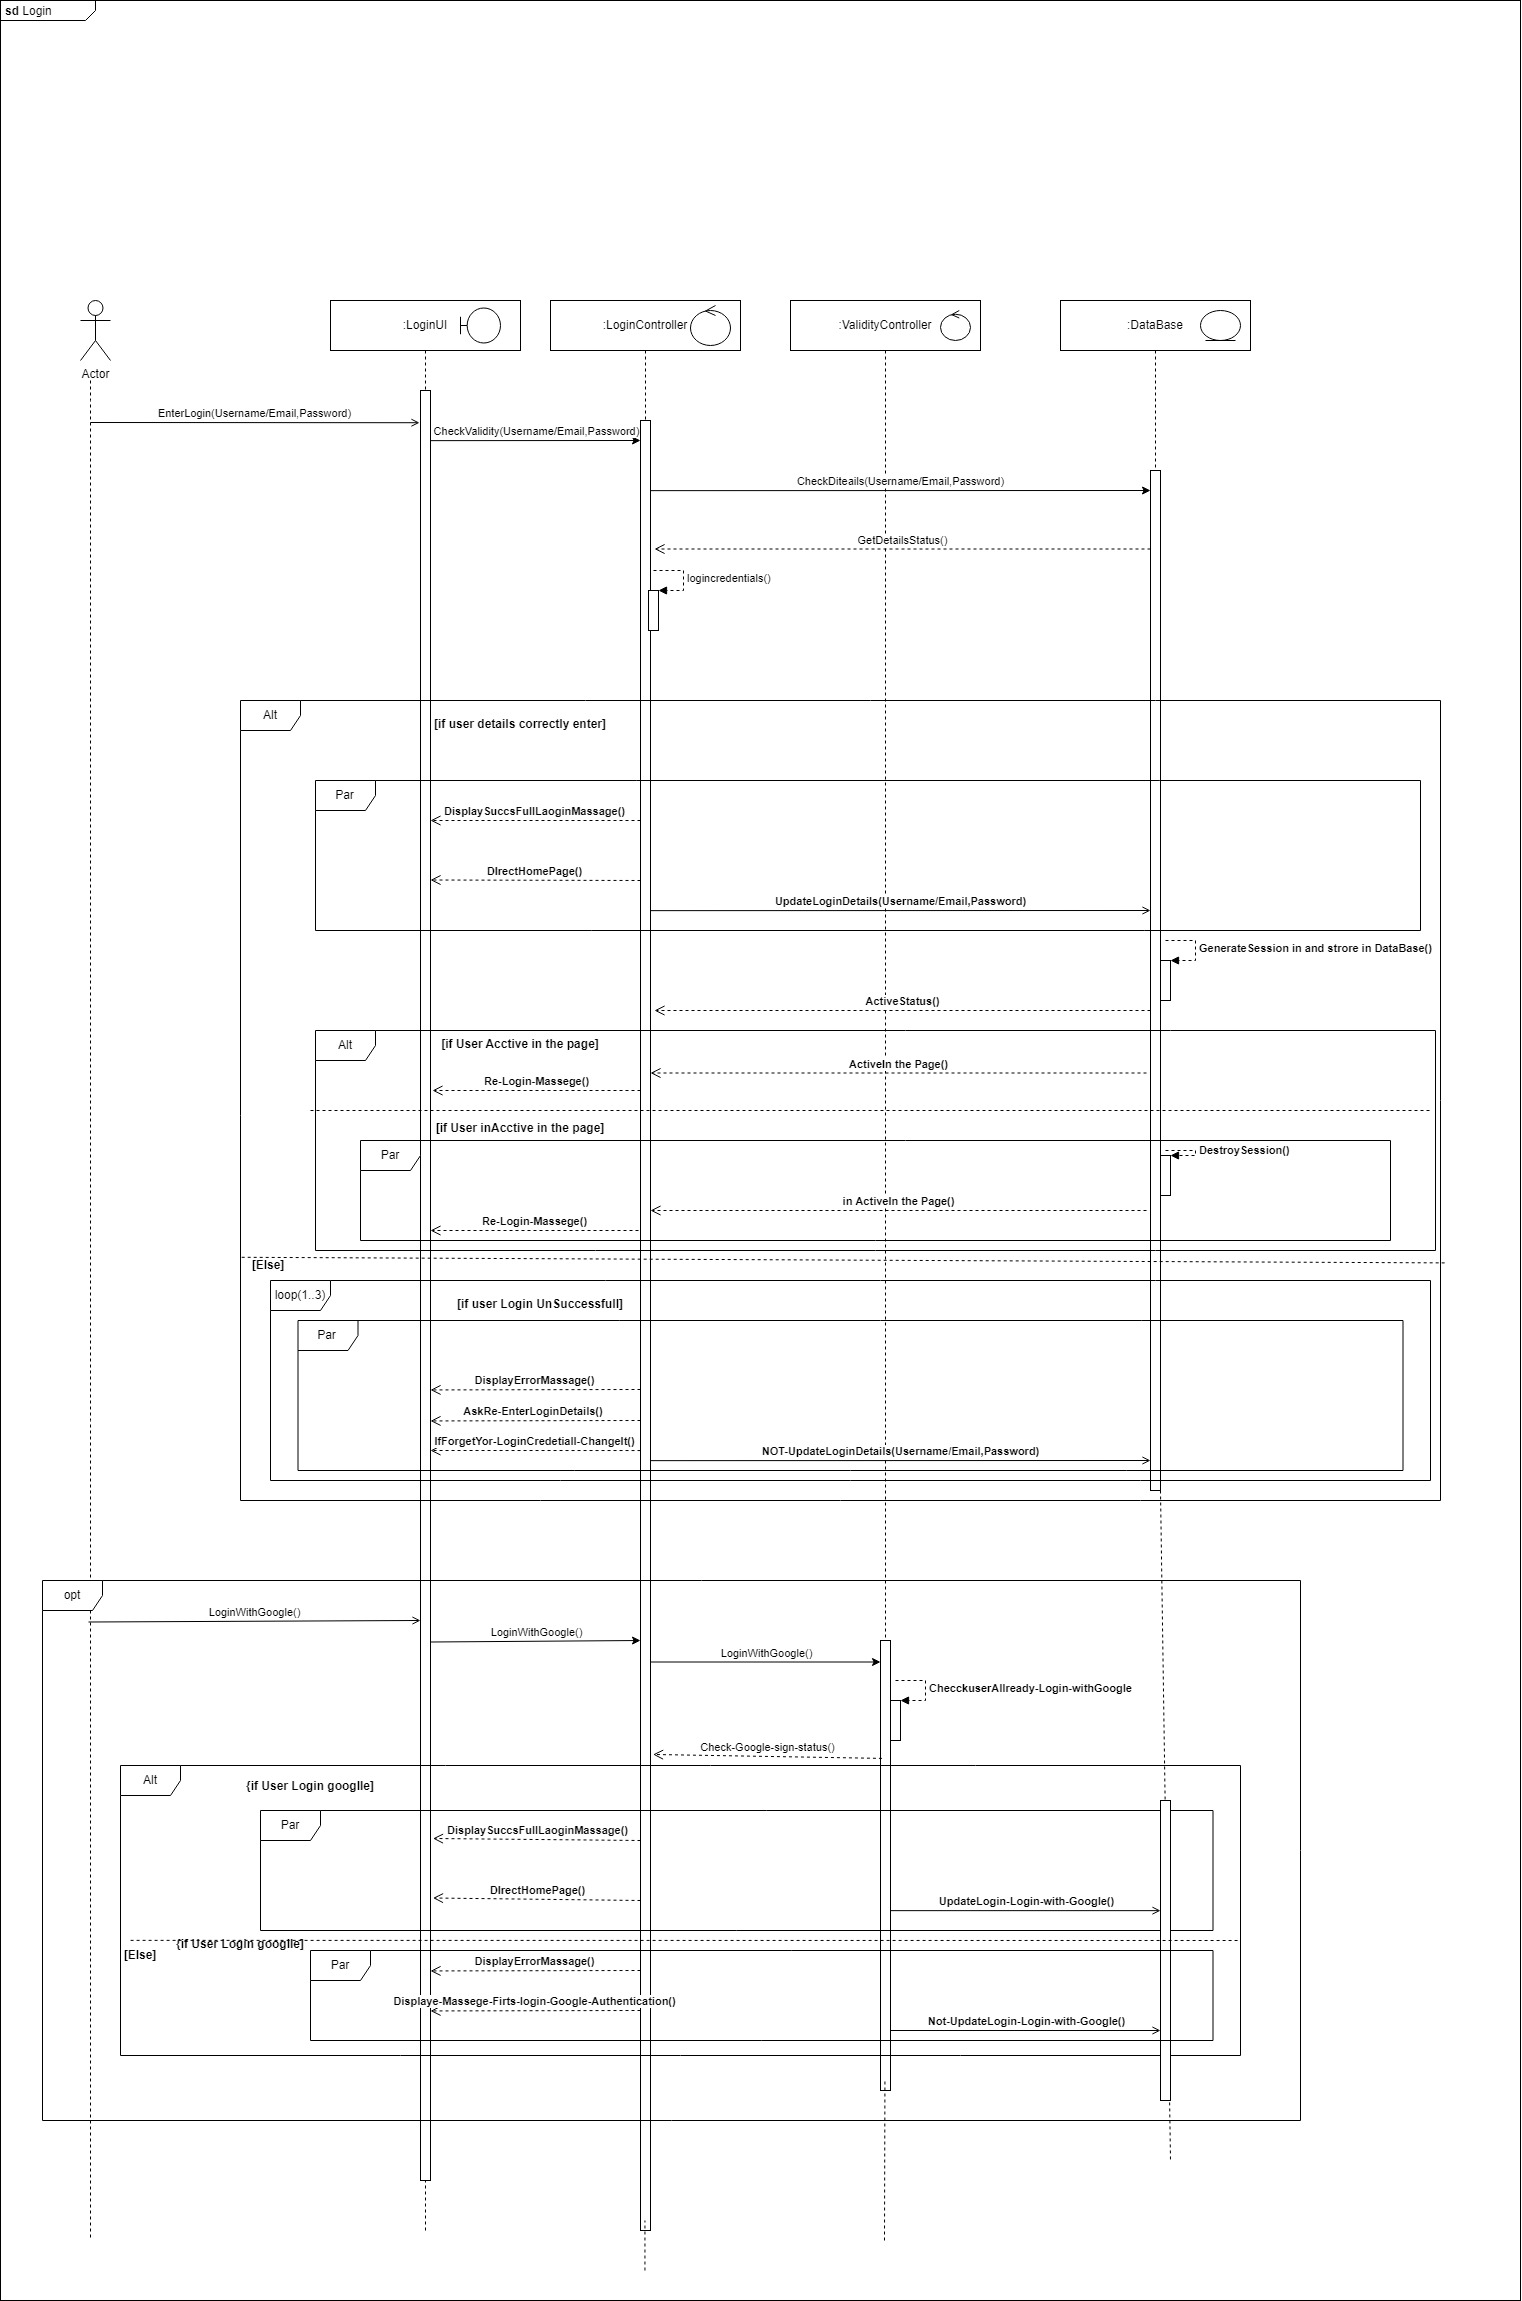 sd Login
Actor
:LoginUI
:LoginController
:ValidityController
:DataBase
EnterLogin(Username/Email,Password)
CheckValidity(Username/Email,Password)
CheckDiteails(Username/Email,Password)
GetDetailsStatus()
logincredentials()
Alt
[if user details correctly enter]
Par
DisplaySuccsFullLaoginMassage()
DIrectHomePage()
UpdateLoginDetails(Username/Email,Password)
GenerateSession in and strore in DataBase()
ActiveStatus()
Alt
[if User Acctive in the page]
ActiveIn the Page()
Re-Login-Massege()
[if User inAcctive in the page]
Par
DestroySession()
in ActiveIn the Page()
Re-Login-Massege()
[Else]
loop(1..3)
[if user Login UnSuccessfull]
Par
DisplayErrorMassage()
AskRe-EnterLoginDetails()
IfForgetYor-LoginCredetiall-ChangeIt()
NOT-UpdateLoginDetails(Username/Email,Password)
opt
LoginWithGoogle()
LoginWithGoogle()
LoginWithGoogle()
ChecckuserAllready-Login-withGoogle
Check-Google-sign-status()
Alt
{if User Login googlle]
Par
DisplaySuccsFullLaoginMassage()
DIrectHomePage()
UpdateLogin-Login-with-Google()
{if User Login googlle]
[Else]
Par
DisplayErrorMassage()
Displaye-Massege-Firts-login-Google-Authentication()
Not-UpdateLogin-Login-with-Google()